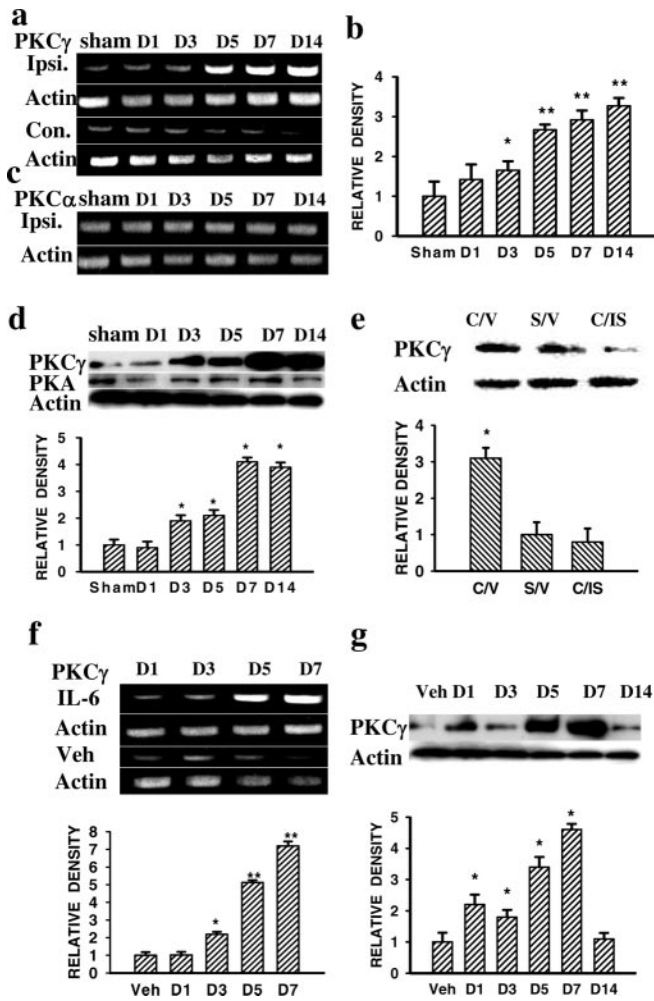 a
PKCγ sham D1 D3 D5 D7 D14
Ipsi.
Actin
Con.
Actin
c
PKCα sham D1 D3 D5 D7 D14
Ipsi.
Actin
b
RELATIVE DENSITY
4
3
2
1
0
* ** ** **
Sham D1 D3 D5 D7 D14
d
sham D1 D3 D5 D7 D14
PKCγ
PKA
Actin
RELATIVE DENSITY
5
4
3
2
1
0
* * * *
Sham D1 D3 D5 D7 D14
e
C/V S/V C/IS
PKCγ
Actin
RELATIVE DENSITY
4
3
2
1
0
*
C/V S/V C/IS
f
PKCγ D1 D3 D5 D7
IL-6
Actin
Veh
Actin
RELATIVE DENSITY
8
7
6
5
4
3
2
1
0
* ** **
Veh D1 D3 D5 D7
g
Veh D1 D3 D5 D7 D14
PKCγ
Actin
RELATIVE DENSITY
5
4
3
2
1
0
* * * *
Veh D1 D3 D5 D7 D14